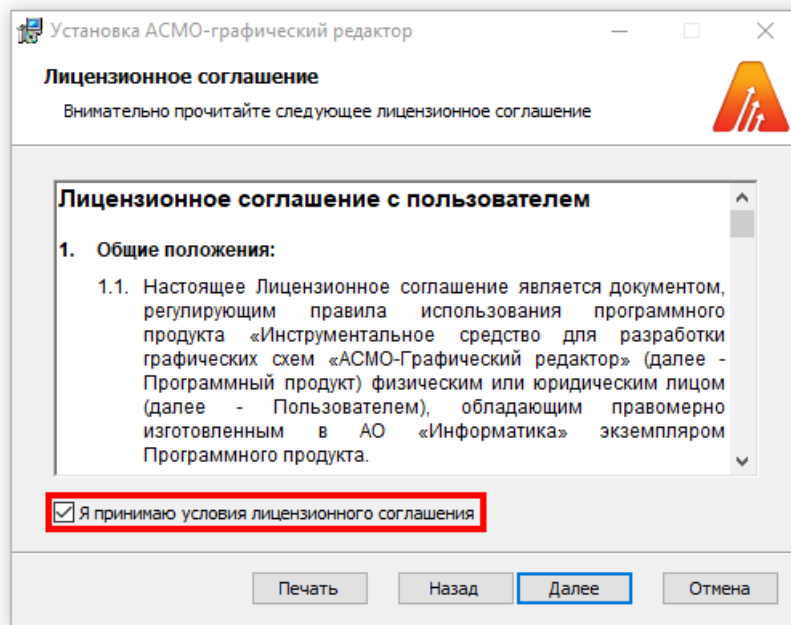 Установка АСМО-графический редактор
Лицензионное соглашение
Внимательно прочитайте следующее лицензионное соглашение
Лицензионное соглашение с пользователем
1. Общие положения:
1.1. Настоящее Лицензионное соглашение является документом,
регулирующим правила использования программного
продукта «Инструментальное средство для разработки
графических схем «АСМО-Графический редактор» (далее -
Программный продукт) физическим или юридическим лицом
(далее - Пользователем), обладающим правомерно
изготовленным в АО «Информатика» экземпляром
Программного продукта.
Я принимаю условия лицензионного соглашения
Печать
Назад
Далее
Отмена